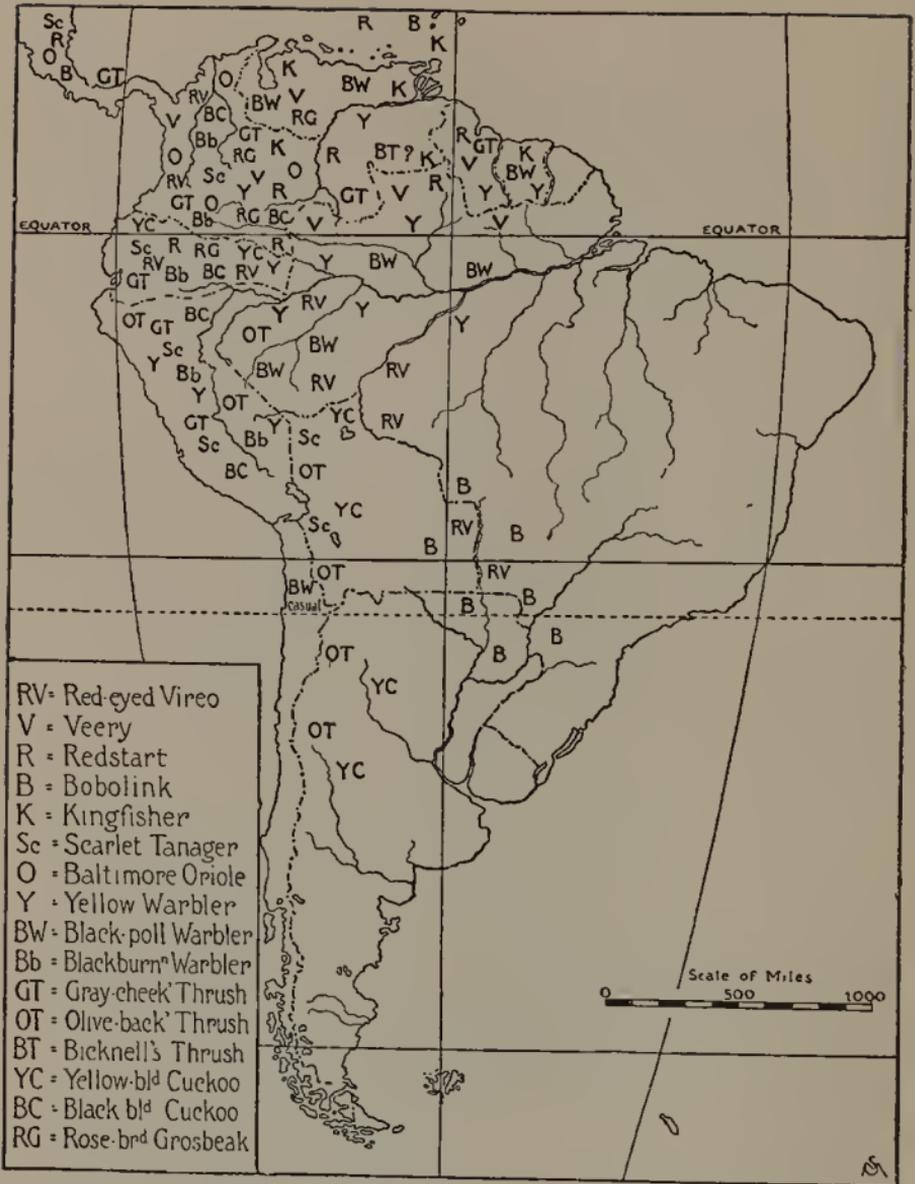 Sc
R
O
B
GT
R B
K
O K
BW K
RV BC BW V
RG Y
V Bb GT
RG K R BT? K R V GT K
BW
O
RV Sc V O
Y R GT V R Y Y
GT O
Bb RG BC V Y V
YC
EQUATOR EQUATOR
Sc R RG YC R
RV Y BW
GT Bb BC RV Y BW
RV
OT GT BC Y Y Y
OT
Sc BW
Y Bb BW RV RV
Y OT YC
GT Y RV
Sc Bb Sc
BC OT
B
YC
Sc RV B
B
OT RV
BW
casual B B
B
OT B
YC
OT
YC
RV = Red-eyed Vireo
V = Veery
R = Redstart
B = Bobolink
K = Kingfisher
Sc = Scarlet Tanager
O = Baltimore Oriole
Y = Yellow Warbler
BW = Black-poll Warbler
Bb = Blackburnⁿ Warbler
GT = Gray-cheek' Thrush
OT = Olive-back' Thrush
BT = Bicknell's Thrush
YC = Yellow-blᵈ Cuckoo
BC = Black blᵈ Cuckoo
RG = Rose-brᵈ Grosbeak
Scale of Miles
0 500 1000